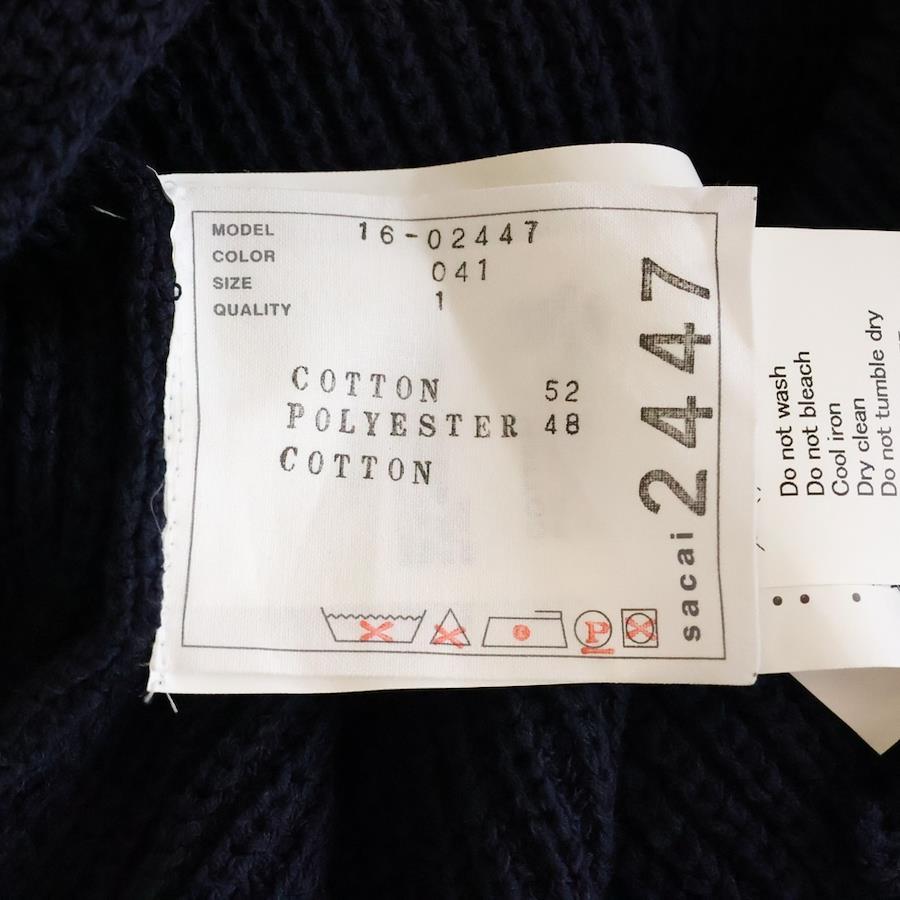 MODEL 16-02447
COLOR 041
SIZE 1
QUALITY
COTTON 52
POLYESTER 48
COTTON
P
sacai 2447
Do not wash
Do not bleach
Cool iron
Dry clean
Do not tumble dry